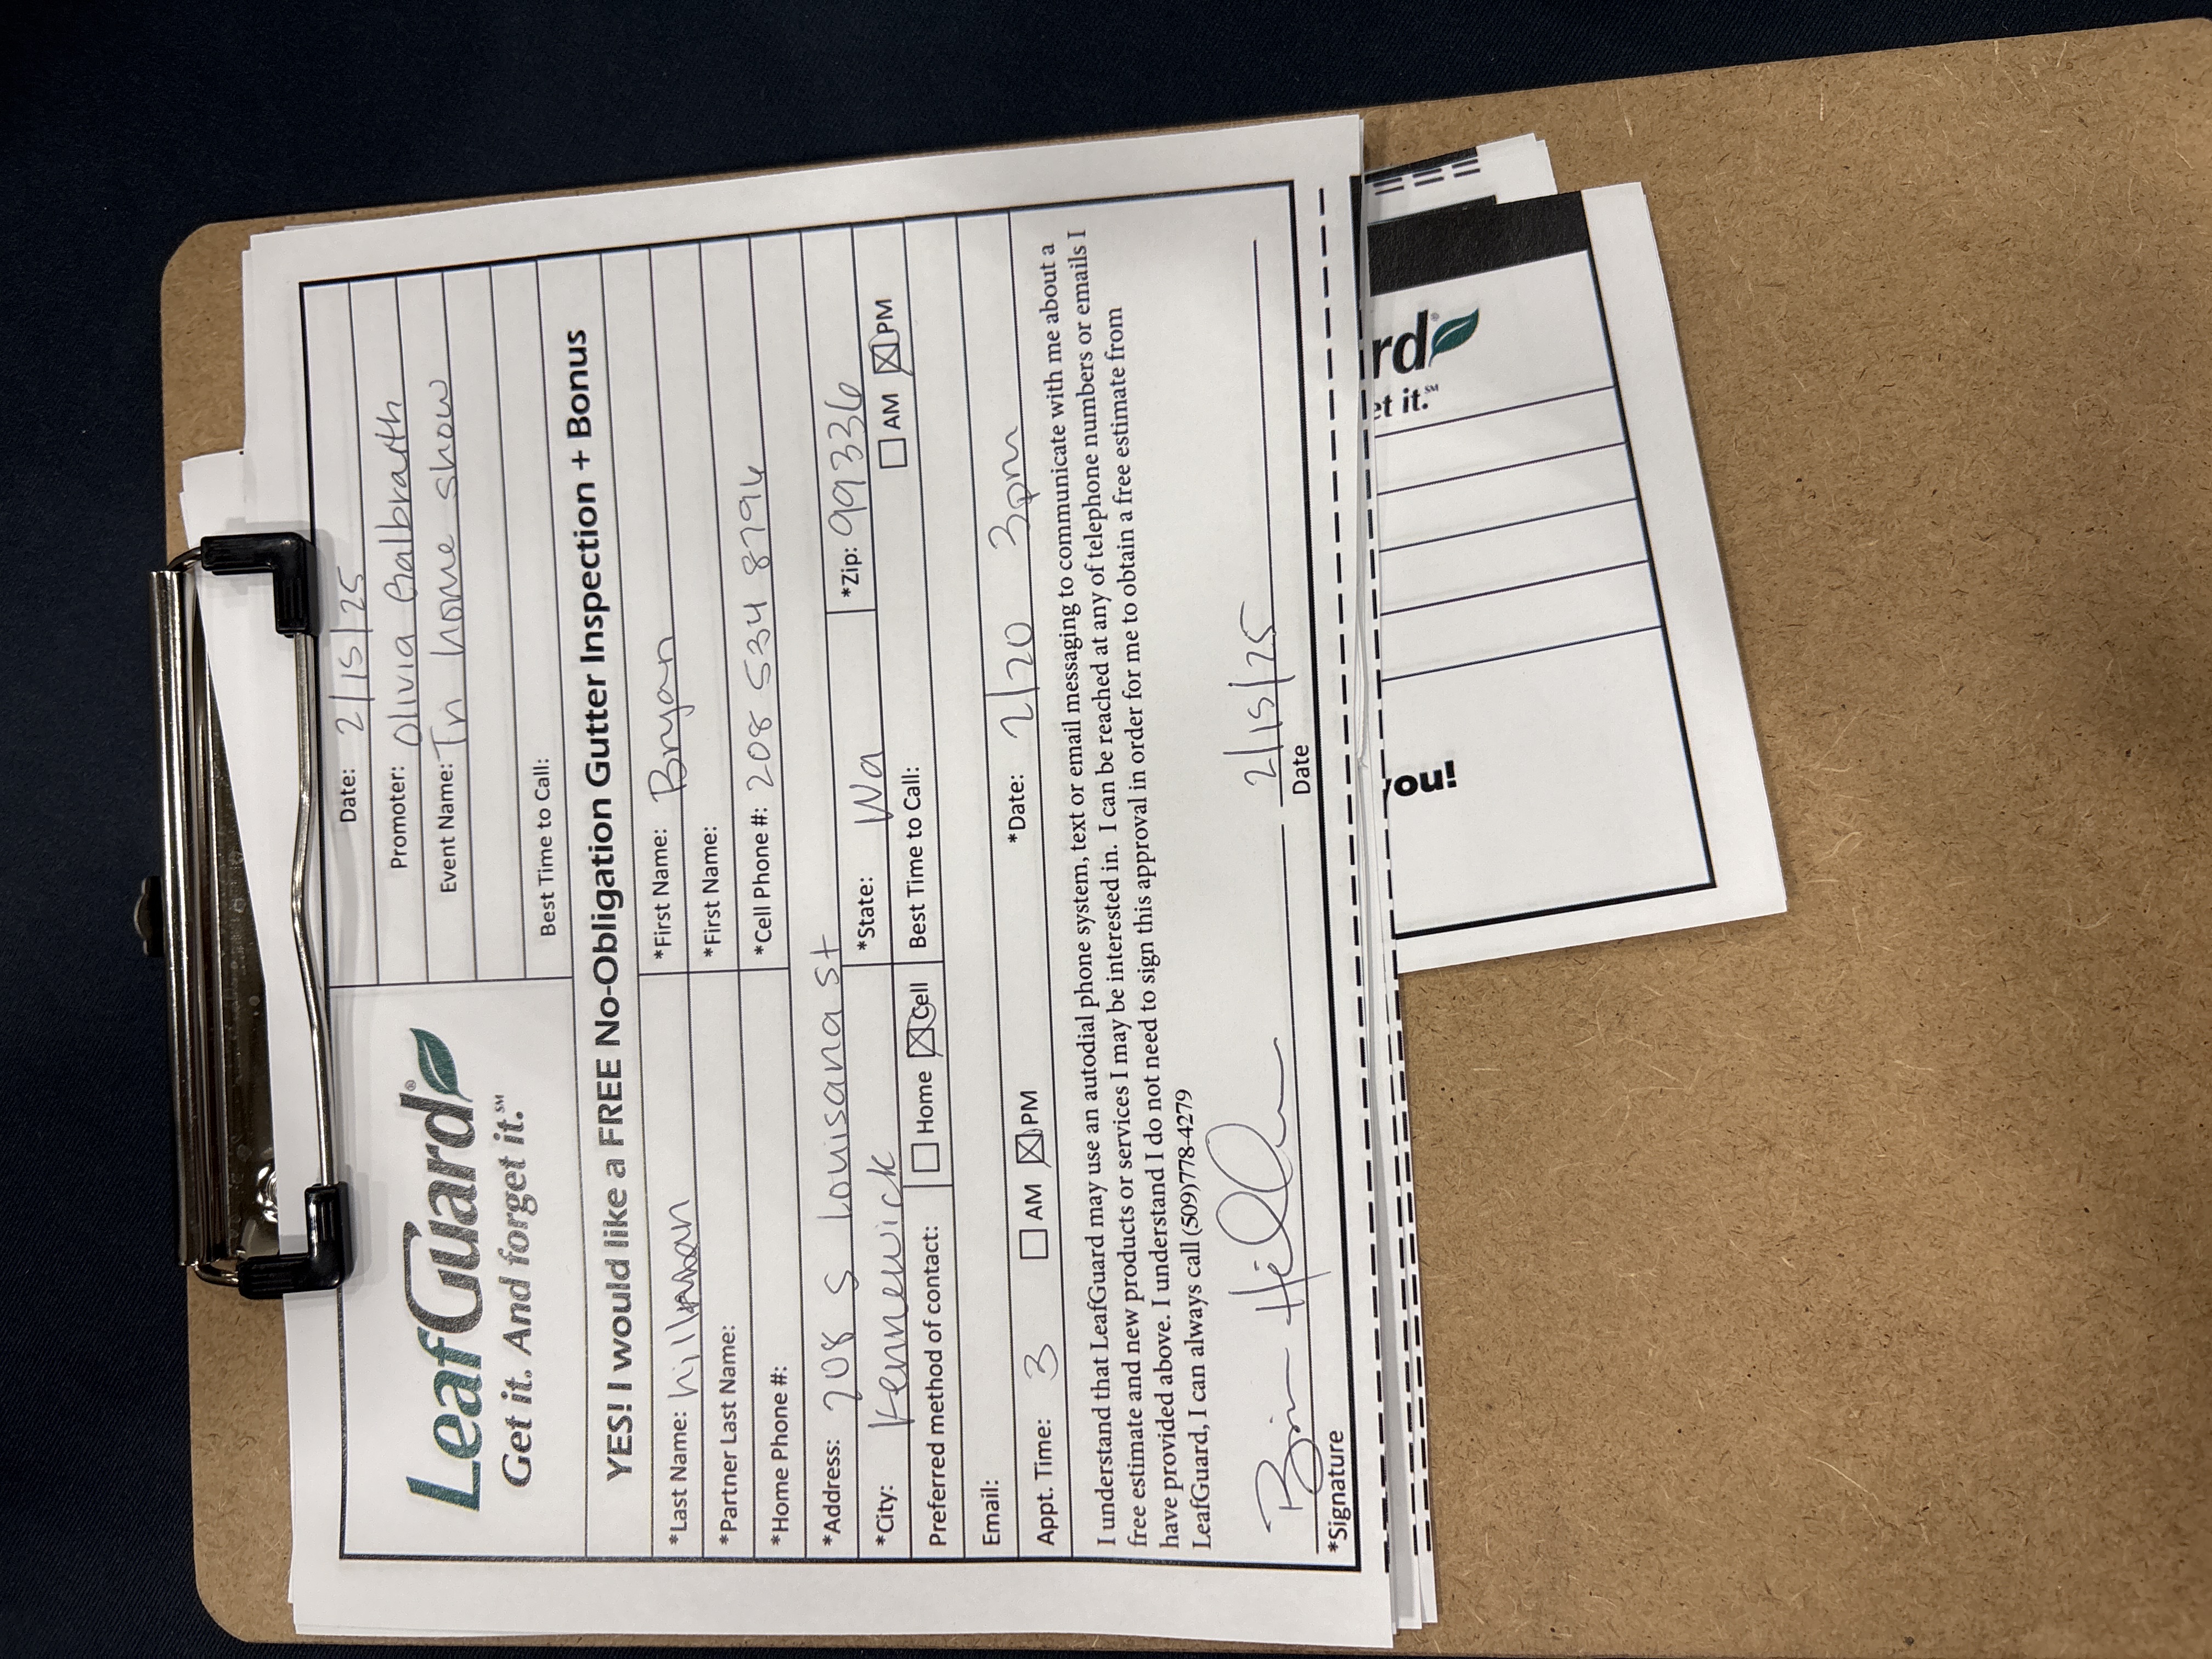 Date: 2/15/25
LeafGuard®
Get it. And forget it.℠
Promoter: Olivia Galbraith
Event Name: Tri home show
Best Time to Call:
YES! I would like a FREE No-Obligation Gutter Inspection + Bonus
*Last Name:
*First Name: Bryan
*Partner Last Name:
*First Name:
*Home Phone #:
*Cell Phone #: 208 534 8796
*Address: 208 S Louisana St
*City: Kennewick
*State: Wa
*Zip: 99336
Preferred method of contact: Home Cell
Best Time to Call: AM PM
Email:
Appt. Time: 3 AM PM
*Date: 2/20 3pm
I understand that LeafGuard may use an autodial phone system, text or email messaging to communicate with me about a
free estimate and new products or services I may be interested in. I can be reached at any of telephone numbers or emails I
have provided above. I understand I do not need to sign this approval in order for me to obtain a free estimate from
LeafGuard, I can always call (509)778-4279
2/15/25
*Signature
Date
ou!
rd®
et it.℠